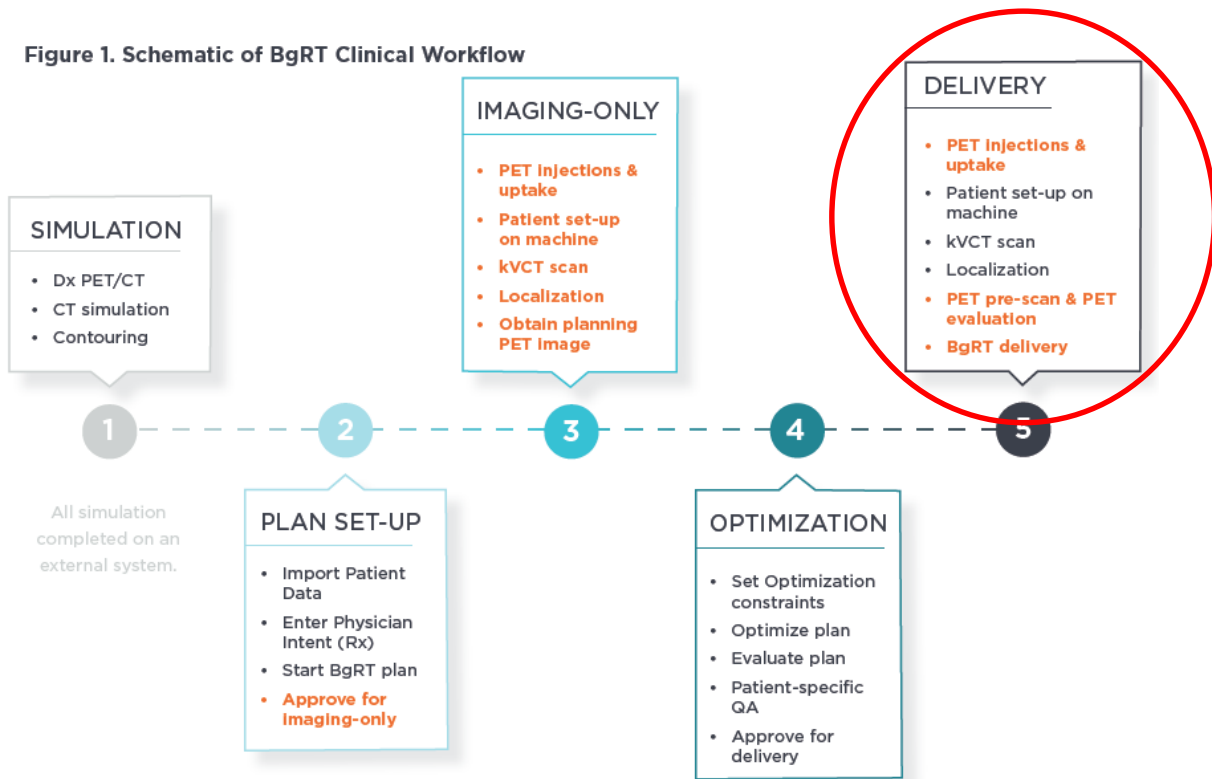 Figure 1. Schematic of BgRT Clinical Workflow
SIMULATION
• Dx PET/CT
• CT simulation
• Contouring
1
All simulation
completed on an
external system.
2
PLAN SET-UP
• Import Patient
Data
• Enter Physician
Intent (Rx)
• Start BgRT plan
• Approve for
imaging-only
IMAGING-ONLY
• PET injections &
uptake
• Patient set-up
on machine
• kVCT scan
• Localization
• Obtain planning
PET image
3
4
OPTIMIZATION
• Set Optimization
constraints
• Optimize plan
• Evaluate plan
• Patient-specific
QA
• Approve for
delivery
DELIVERY
• PET injections &
uptake
• Patient set-up on
machine
• kVCT scan
• Localization
• PET pre-scan & PET
evaluation
• BgRT delivery
5